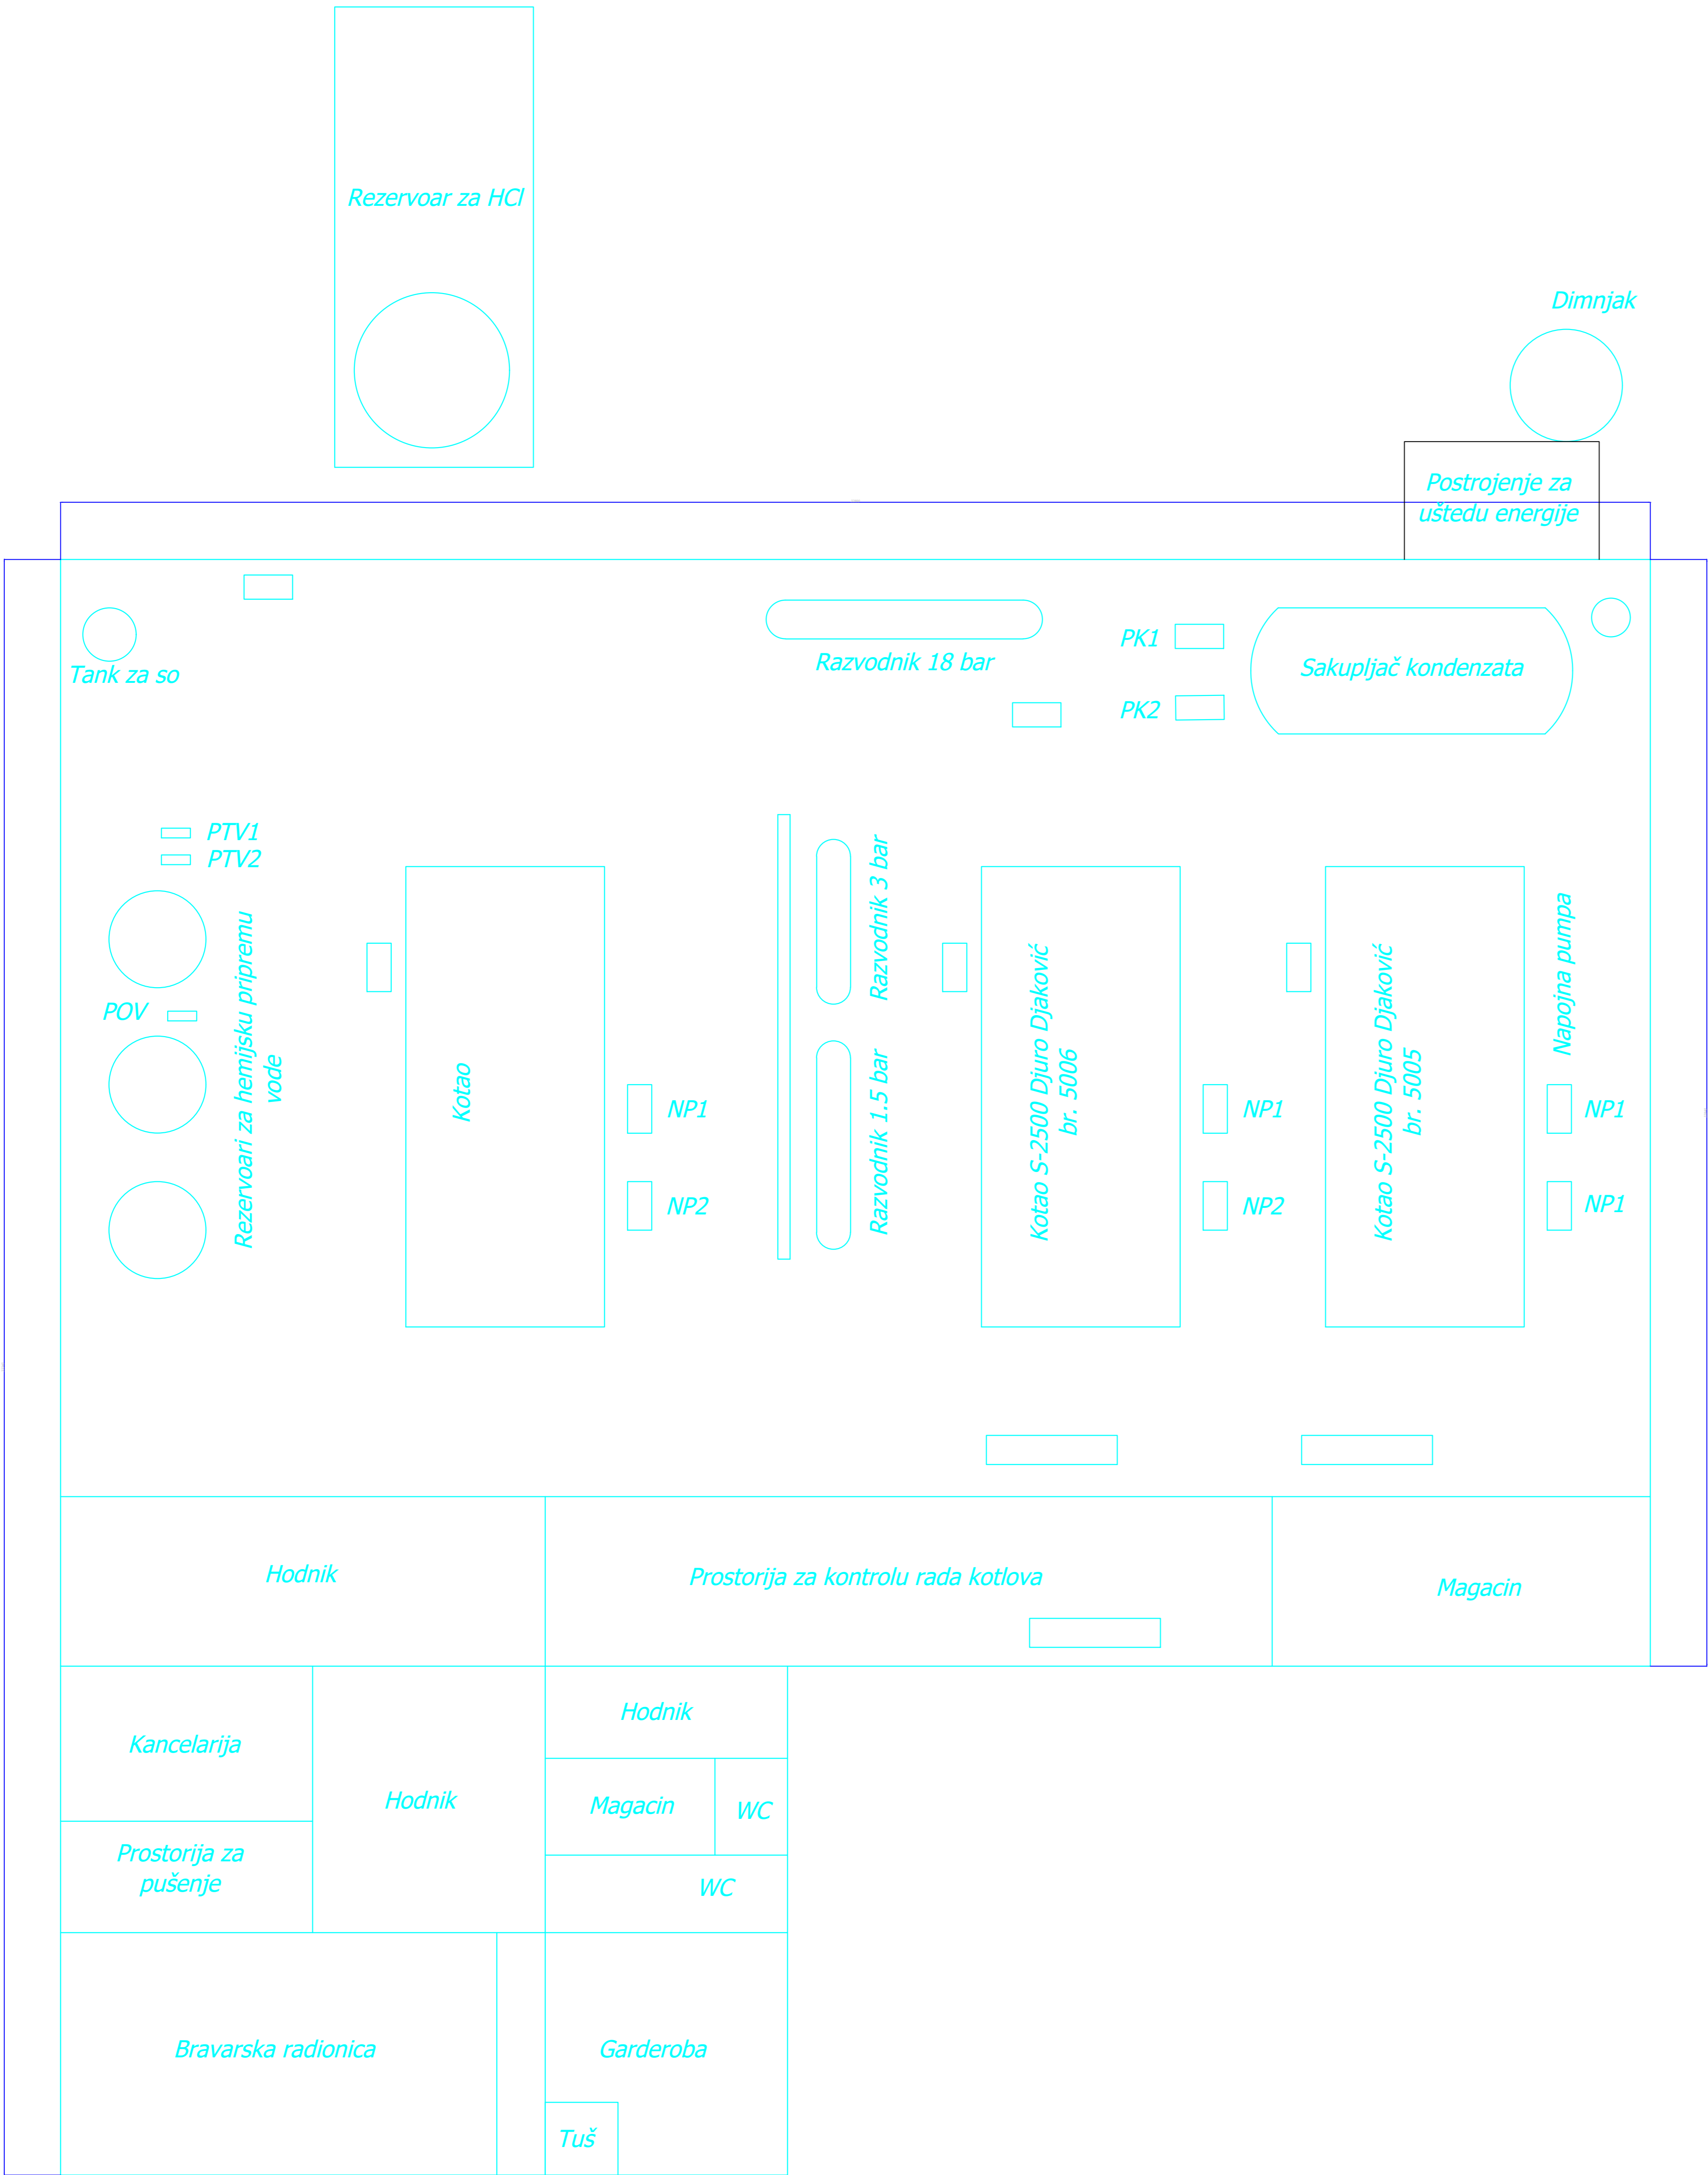 Rezervoar za HCl
Dimnjak
Postrojenje za
uštedu energije
Tank za so
Razvodnik 18 bar
PK1
PK2
Sakupljač kondenzata
PTV1
PTV2
POV
Rezervoari za hemijsku pripremu
vode
Kotao
NP1
NP2
Razvodnik 3 bar
Razvodnik 1.5 bar
Kotao S-2500 Djuro Djaković
br. 5006
NP1
NP2
Kotao S-2500 Djuro Djaković
br. 5005
Napojna pumpa
NP1
NP1
Hodnik
Prostorija za kontrolu rada kotlova
Magacin
Kancelarija
Hodnik
Hodnik
Magacin
WC
Prostorija za
pušenje
WC
Bravarska radionica
Garderoba
Tuš